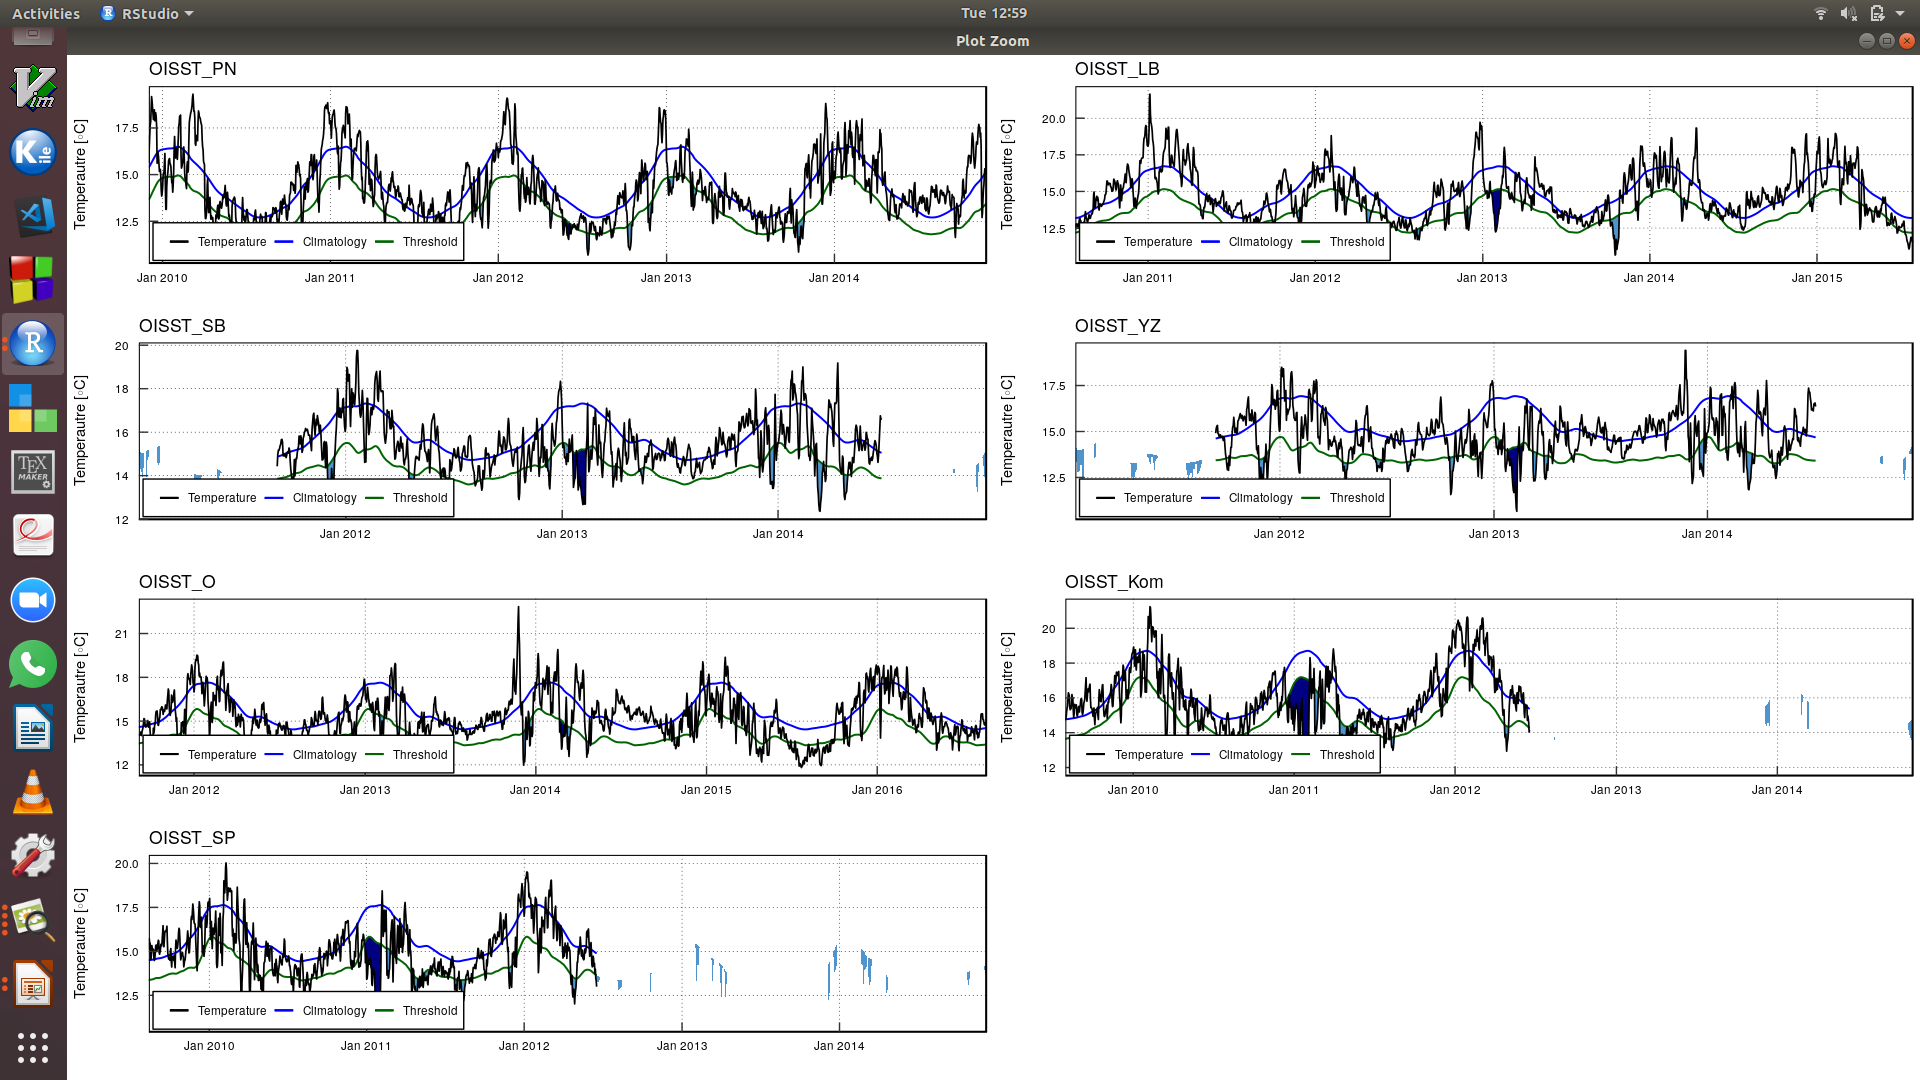 Activities RStudio Tue 12:59
Plot Zoom
OISST_PN
Temperautre [◦C]
17.5
15.0
12.5
Temperature Climatology Threshold
Jan 2010 Jan 2011 Jan 2012 Jan 2013 Jan 2014
OISST_LB
Temperautre [◦C]
20.0
17.5
15.0
12.5
Temperature Climatology Threshold
Jan 2011 Jan 2012 Jan 2013 Jan 2014 Jan 2015
OISST_SB
Temperautre [◦C]
20
18
16
14
12
Temperature Climatology Threshold
Jan 2012 Jan 2013 Jan 2014
OISST_YZ
Temperautre [◦C]
17.5
15.0
12.5
Temperature Climatology Threshold
Jan 2012 Jan 2013 Jan 2014
OISST_O
Temperautre [◦C]
21
18
15
12
Temperature Climatology Threshold
Jan 2012 Jan 2013 Jan 2014 Jan 2015 Jan 2016
OISST_Kom
Temperautre [◦C]
20
18
16
14
12
Temperature Climatology Threshold
Jan 2010 Jan 2011 Jan 2012 Jan 2013 Jan 2014
OISST_SP
Temperautre [◦C]
20.0
17.5
15.0
12.5
Temperature Climatology Threshold
Jan 2010 Jan 2011 Jan 2012 Jan 2013 Jan 2014
Vim
Kile
R
TEX
MAKER